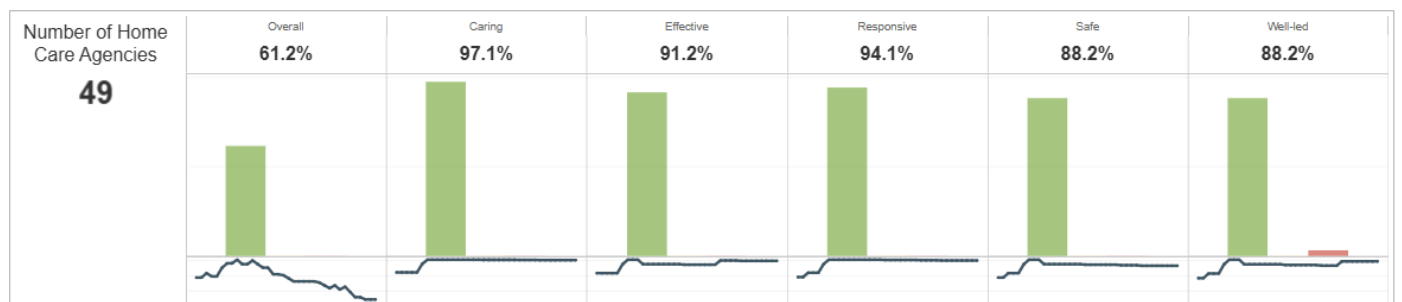 Number of Home
Care Agencies
49
Overall
61.2%
Caring
97.1%
Effective
91.2%
Responsive
94.1%
Safe
88.2%
Well-led
88.2%